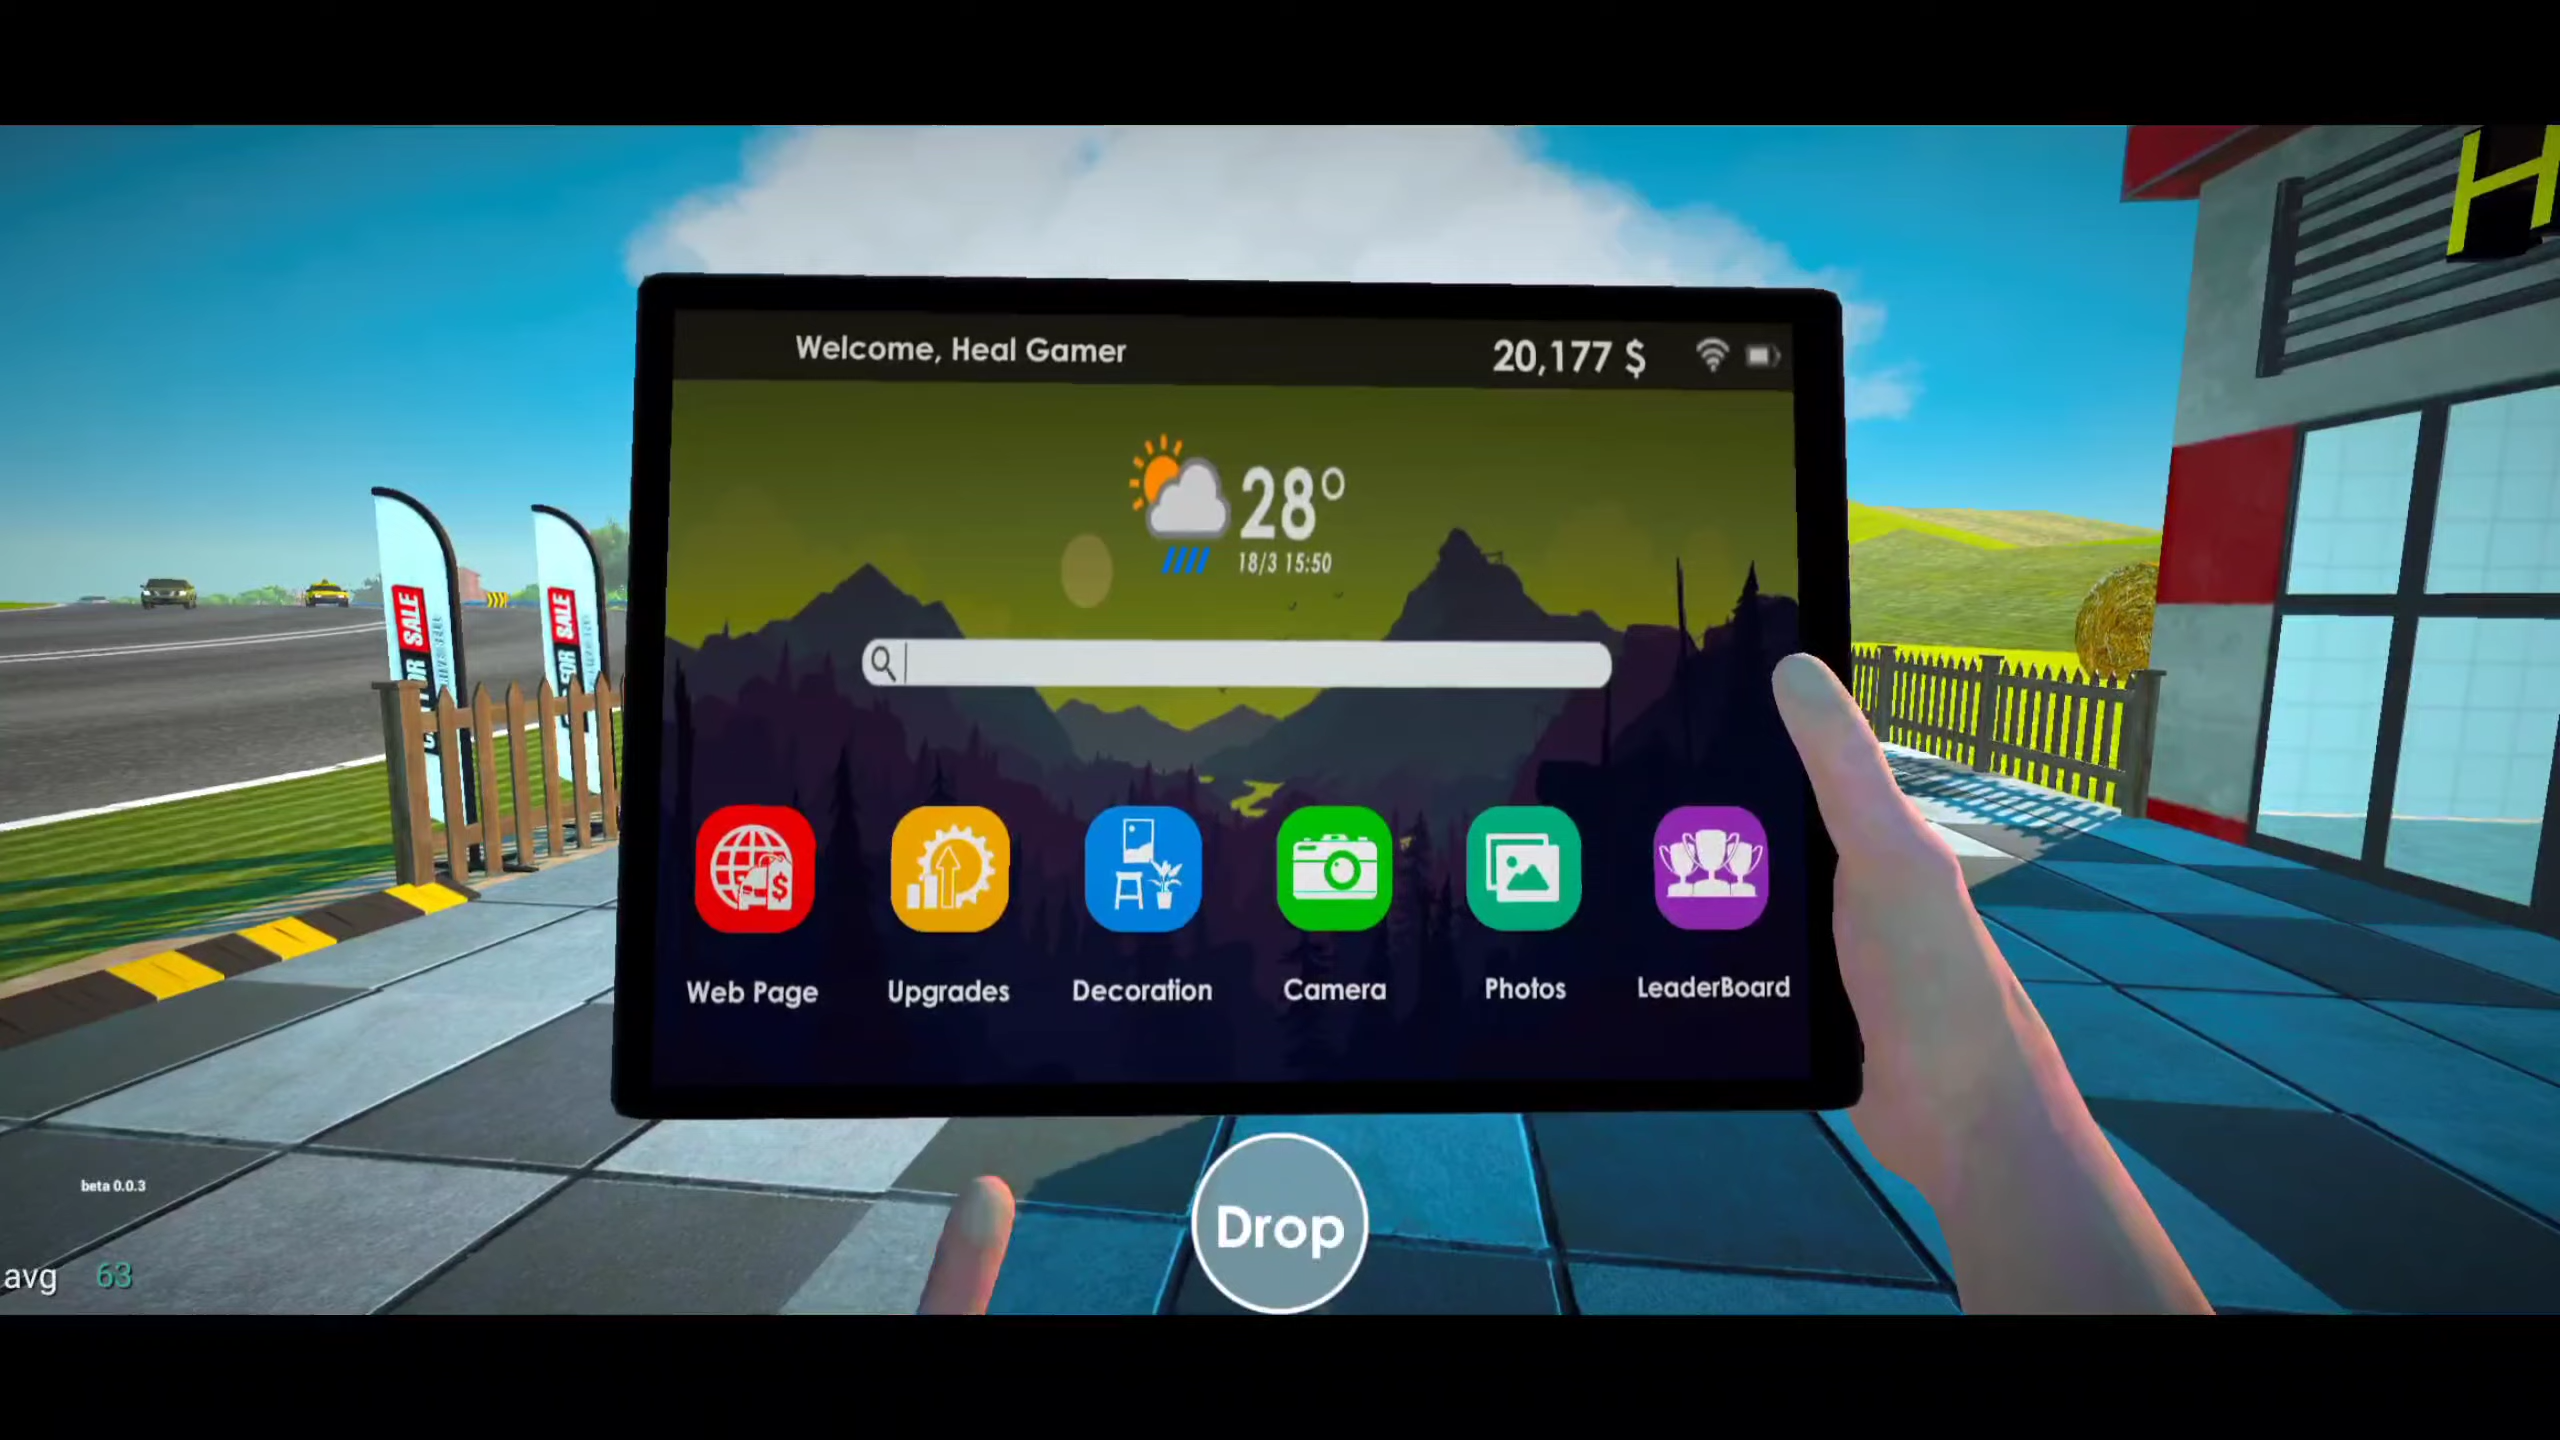 H
Welcome, Heal Gamer
20,177 $
28°
18/3 15:50
SALE
SALE
FOR
Web Page
Upgrades
Decoration
Camera
Photos
LeaderBoard
Drop
beta 0.0.3
avg 63